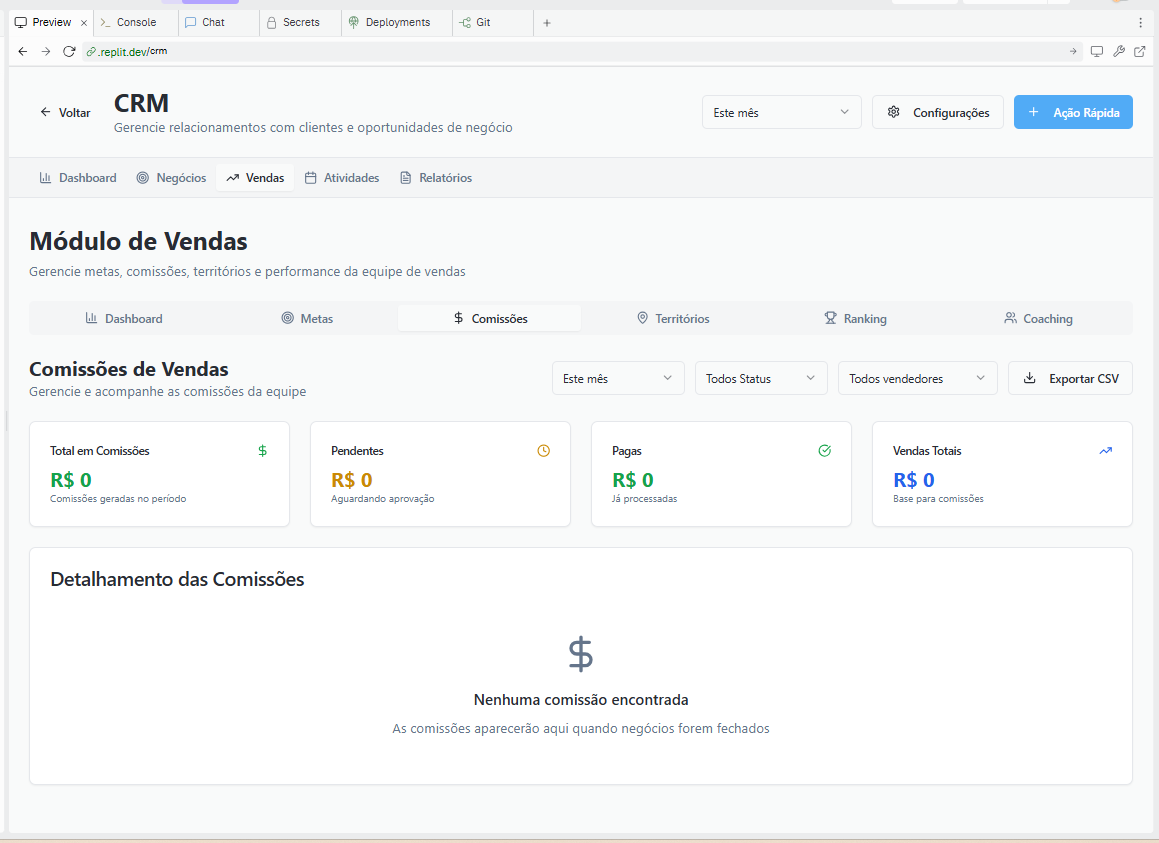 Preview
Console
Chat
Secrets
Deployments
Git
.replit.dev/crm
Voltar
CRM
Gerencie relacionamentos com clientes e oportunidades de negócio
Este mês
Configurações
Ação Rápida
Dashboard
Negócios
Vendas
Atividades
Relatórios
Módulo de Vendas
Gerencie metas, comissões, territórios e performance da equipe de vendas
Dashboard
Metas
Comissões
Territórios
Ranking
Coaching
Comissões de Vendas
Gerencie e acompanhe as comissões da equipe
Este mês
Todos Status
Todos vendedores
Exportar CSV
Total em Comissões
R$ 0
Comissões geradas no período
Pendentes
R$ 0
Aguardando aprovação
Pagas
R$ 0
Já processadas
Vendas Totais
R$ 0
Base para comissões
Detalhamento das Comissões
Nenhuma comissão encontrada
As comissões aparecerão aqui quando negócios forem fechados